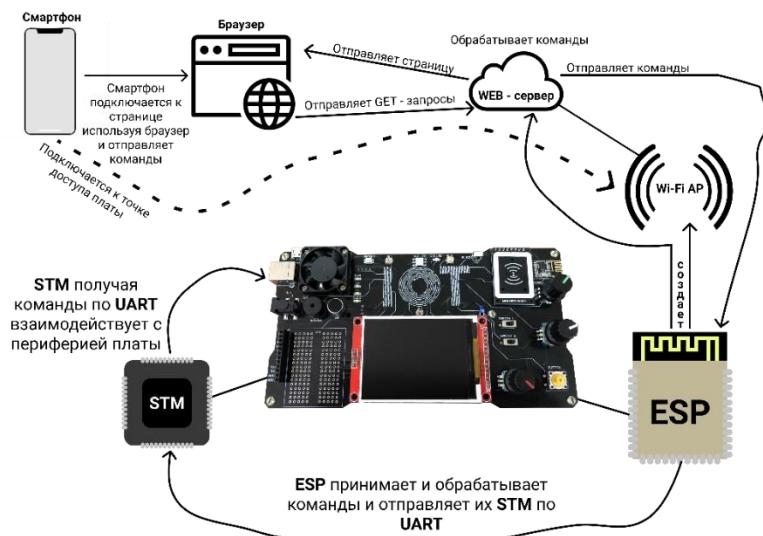 Смартфон
Браузер
Отправляет страницу
Обрабатывает команды
WEB - сервер
Отправляет команды
Смартфон
подключается к
странице
используя браузер
и отправляет
команды
Отправляет GET - запросы
Подключается к точке
доступа платы
Wi-Fi AP
создает
STM получая
команды по UART
взаимодействует с
периферией платы
STM
IoT
ESP
ESP принимает и обрабатывает
команды и отправляет их STM по
UART